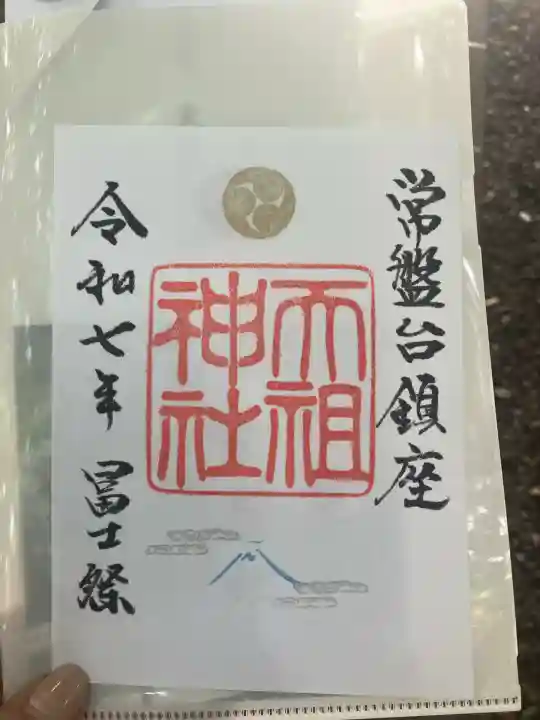 常盤台鎮座
天祖
神社
令和七年 冨士祭